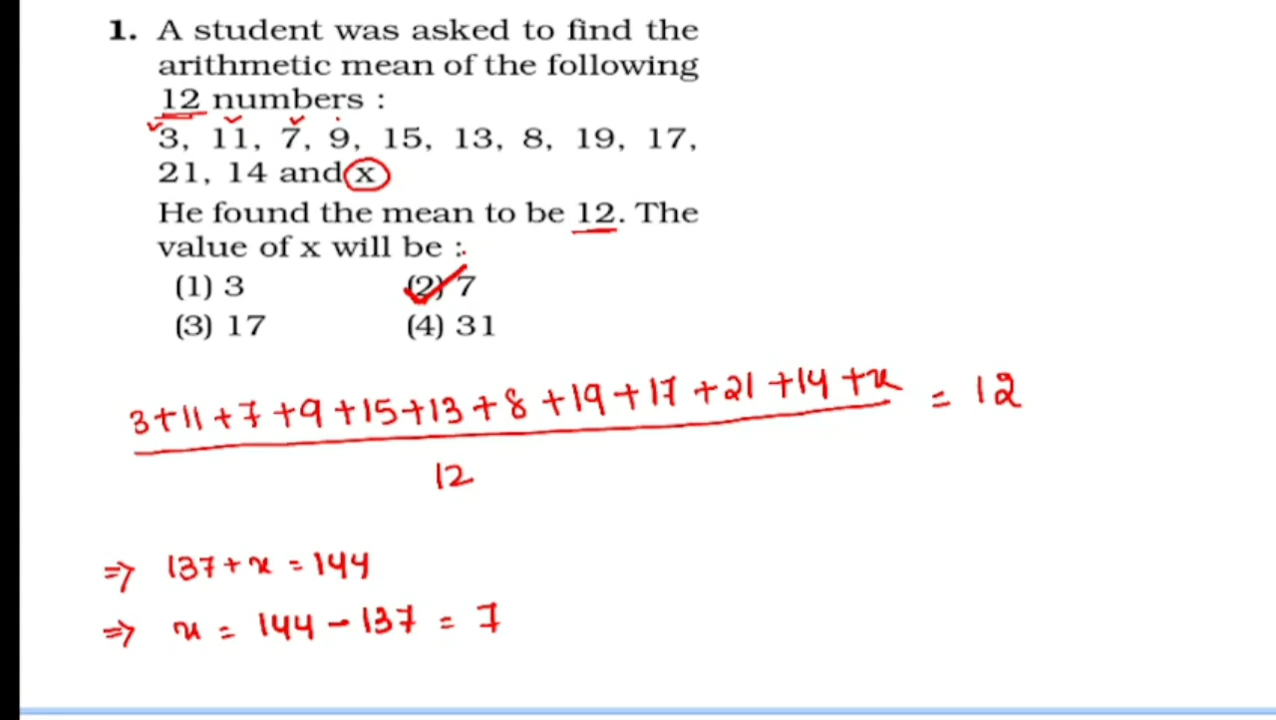 1. A student was asked to find the
arithmetic mean of the following
12 numbers :
3, 11, 7, 9, 15, 13, 8, 19, 17,
21, 14 and x
He found the mean to be 12. The
value of x will be :
(1) 3 (2) 7
(3) 17 (4) 31
3+11+7+9+15+13+8+19+17+21+14+x = 12
12
⇒ 137+x = 144
⇒ x = 144 - 137 = 7